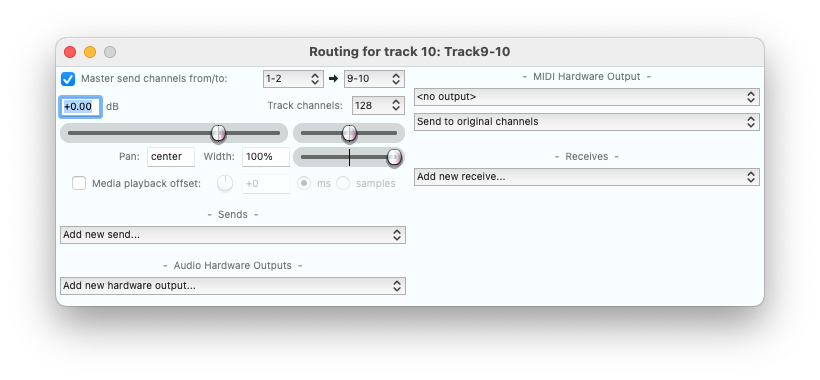 Routing for track 10: Track9-10
Master send channels from/to: 1-2 9-10
+0.00 dB Track channels: 128
Pan: center Width: 100%
Media playback offset: +0 ms samples
- Sends -
Add new send...
- Audio Hardware Outputs -
Add new hardware output...
- MIDI Hardware Output -
<no output>
Send to original channels
- Receives -
Add new receive...